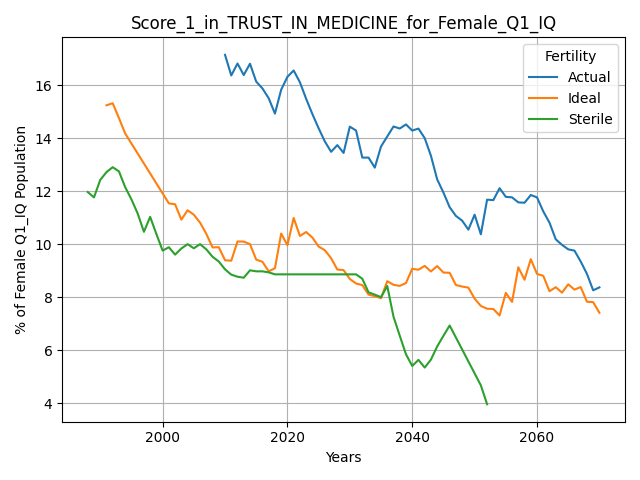 Score_1_in_TRUST_IN_MEDICINE_for_Female_Q1_IQ
Fertility
Actual
Ideal
Sterile
% of Female Q1_IQ Population
16
14
12
10
8
6
4
2000
2020
2040
2060
Years